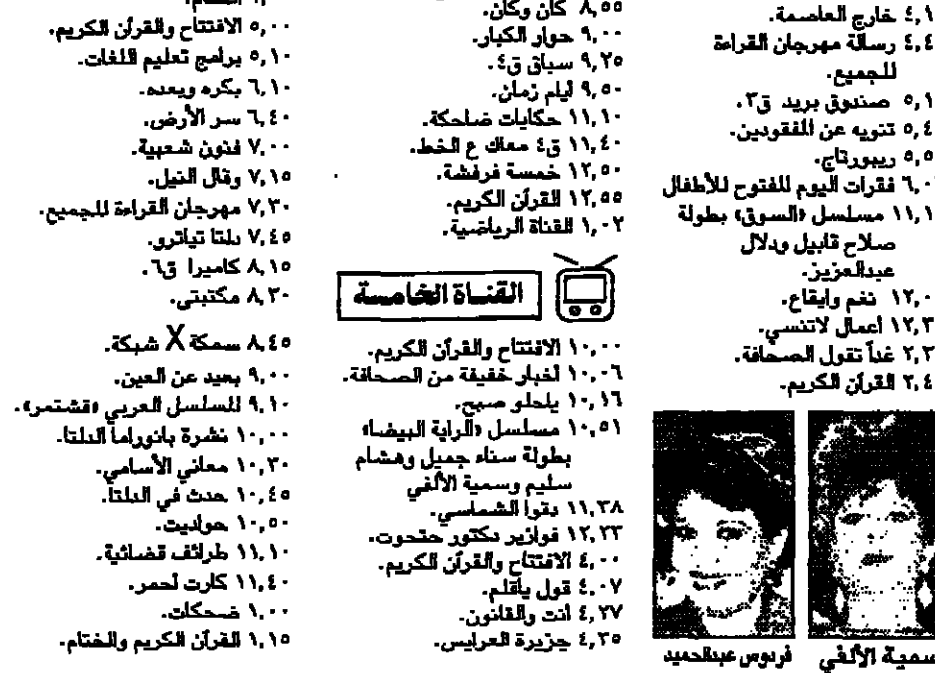 ٤,١ خارج العاصمة.
٤,٤ رسالة مهرجان القراءة
للجميع.
٥,١ صندوق بريد ق٣.
٥,٤ تنويه عن المفقودين.
٥,٥ ريبورتاج.
٦,٠ فقرات اليوم المفتوح للأطفال
١١,١ مسلسل «السوق» بطولة
صلاح قابيل ودلال
عبدالعزيز.
١٢,٠ نغم وايقاع.
١٢,٣ أعمال لاتنسي.
٢,٣ غداً تقول الصحافة.
٢,٤ القرآن الكريم.
سمية الألفي
فردوس عبدالحميد
٨,٥٥ كان وكان.
٩,٠٠ حوار الكبار.
٩,٢٥ سباق ق٤.
٩,٥٠ أيام زمان.
١١,١٠ حكايات ضاحكة.
١١,٤٠ ق٤ معاك ع الخط.
١٢,٥٠ خمسة فرفشة.
١٢,٥٥ القرآن الكريم.
١,٠٢ القناة الرياضية.
القناة الخامسة
١٠,٠٠ الافتتاح والقرآن الكريم.
١٠,٠٦ أخبار خفيفة من الصحافة.
١٠,١٦ ياحلو صبح.
١٠,٥١ مسلسل «الراية البيضا»
بطولة سناء جميل وهشام
سليم وسمية الألفي
١١,٣٨ دقوا الشماسي.
١٢,٢٣ فوازير دكتور حتحوت.
٤,٠٠ الافتتاح والقرآن الكريم.
٤,٠٧ قول ياقلم.
٤,٢٧ أنت والقانون.
٤,٣٥ جزيرة العرايس.
٥,٠٠ الافتتاح والقرآن الكريم.
٥,١٠ برامج تعليم اللغات.
٦,١٠ بكره وبعده.
٦,٤٠ سر الأرض.
٧,٠٠ فنون شعبية.
٧,١٥ وقال النيل.
٧,٣٠ مهرجان القراءة للجميع.
٧,٤٥ دلتا تياترو.
٨,١٥ كاميرا ق٦.
٨,٣٠ مكتبتي.
٨,٤٥ سمكة X شبكة.
٩,٠٠ بعيد عن العين.
٩,١٠ المسلسل العربي «قشتمر».
١٠,٠٠ نشرة بانوراما الدلتا.
١٠,٣٠ معاني الأسامي.
١٠,٤٥ حدث في الدلتا.
١٠,٥٠ حواديت.
١١,١٠ طرائف قضائية.
١١,٤٠ كارت أحمر.
١,٠٠ ضحكات.
١,١٥ القرآن الكريم والختام.